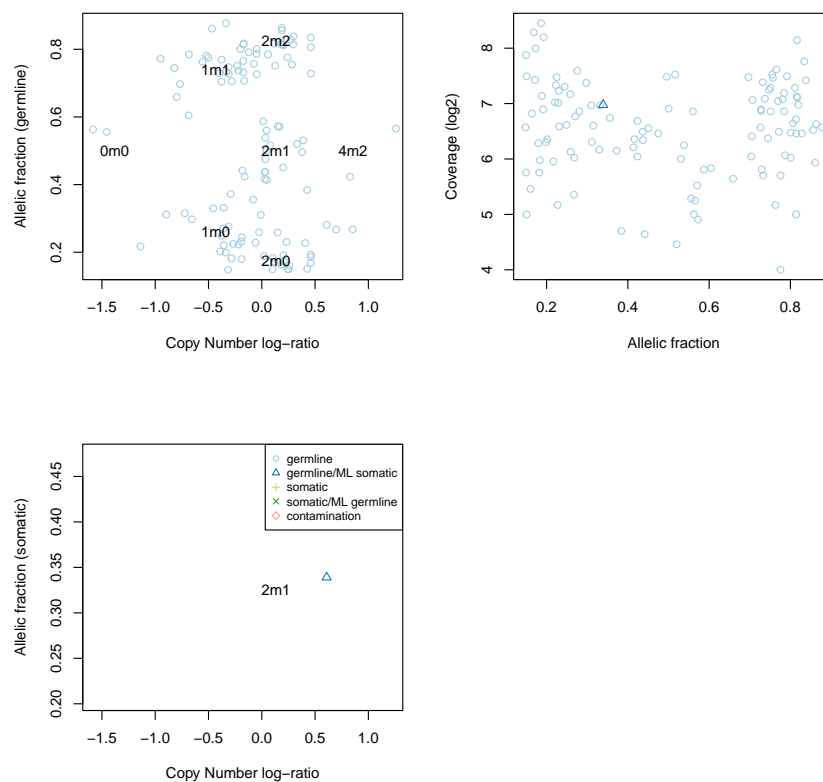 2m2
1m1
0m0
2m1
4m2
1m0
2m0
0.8
0.6
0.4
0.2
Allelic fraction (germline)
−1.5 −1.0 −0.5 0.0 0.5 1.0
Copy Number log−ratio
8
7
6
5
4
Coverage (log2)
0.2 0.4 0.6 0.8
Allelic fraction
0.45
0.40
0.35
0.30
0.25
0.20
Allelic fraction (somatic)
germline
germline/ML somatic
somatic
somatic/ML germline
contamination
2m1
−1.5 −1.0 −0.5 0.0 0.5 1.0
Copy Number log−ratio